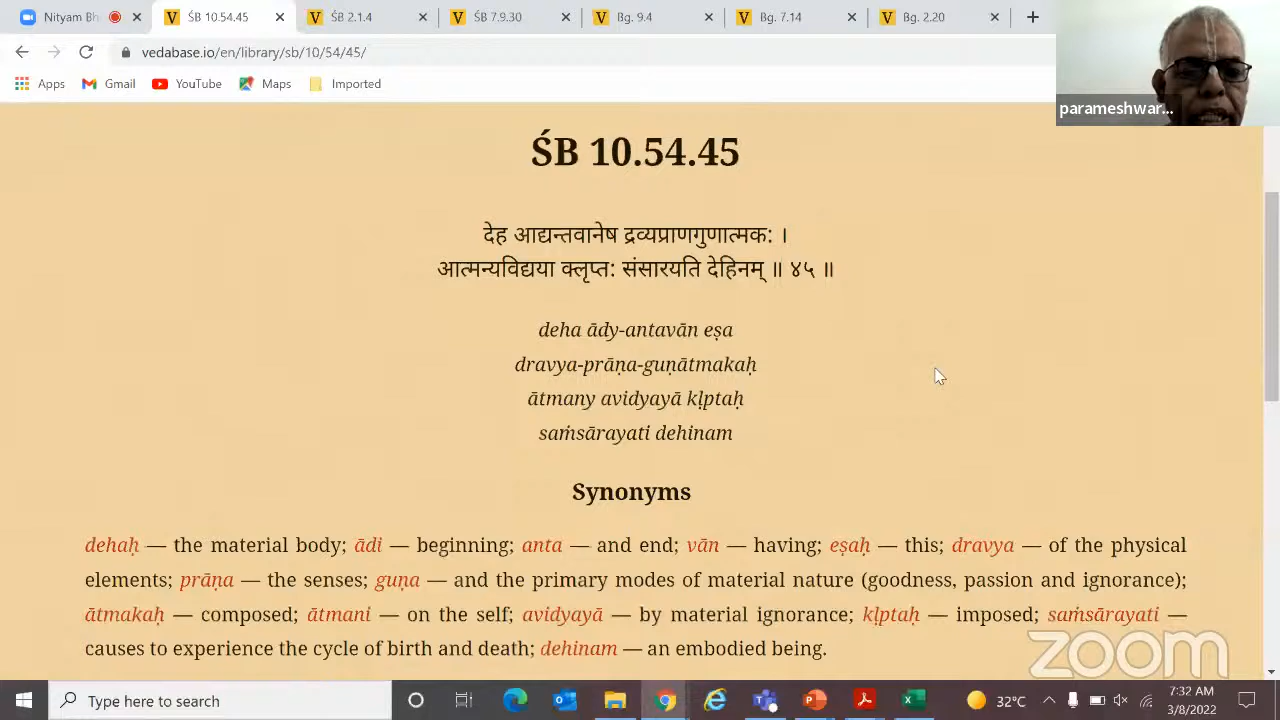 Nityam Bh
ŚB 10.54.45
ŚB 2.1.4
ŚB 7.9.30
Bg. 9.4
Bg. 7.14
Bg. 2.20
vedabase.io/en/library/sb/10/54/45/
Apps
Gmail
YouTube
Maps
Imported
parameshwar...
ŚB 10.54.45
देह आद्यन्तवानेष द्रव्यप्राणगुणात्मक: ।
आत्मन्यविद्यया क्लृप्त: संसारयति देहिनम् ॥ ४५ ॥
deha ādy-antavān eṣa
dravya-prāṇa-guṇātmakaḥ
ātmany avidyayā kḷptaḥ
saṁsārayati dehinam
Synonyms
dehaḥ — the material body; ādi — beginning; anta — and end; vān — having; eṣaḥ — this; dravya — of the physical
elements; prāṇa — the senses; guṇa — and the primary modes of material nature (goodness, passion and ignorance);
ātmakaḥ — composed; ātmani — on the self; avidyayā — by material ignorance; kḷptaḥ — imposed; saṁsārayati —
causes to experience the cycle of birth and death; dehinam — an embodied being.
zoom
Type here to search
32°C
7:32 AM
3/8/2022